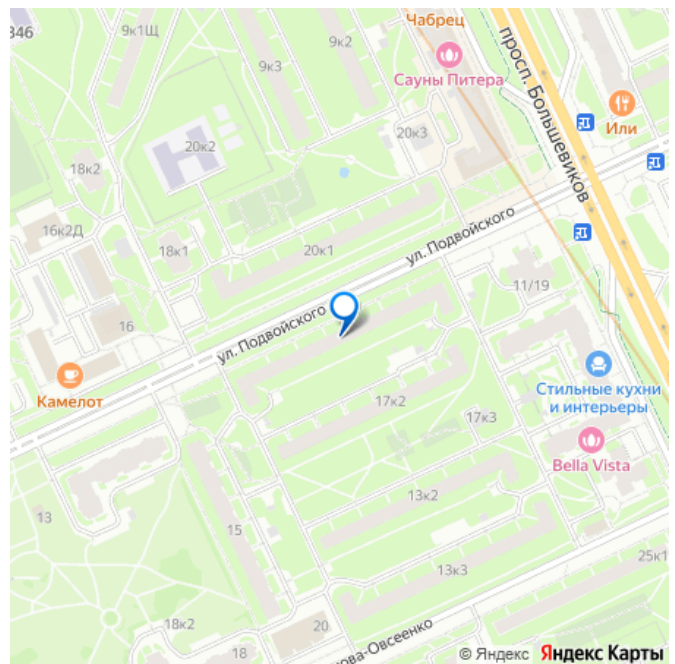 346
9к1Щ
9к2
Чабрец
9к3
Сауны Питера
просп. Большевиков
Или
20к3
20к2
18к2
16к2Д
18к1
20к1
ул. Подвойского
11/19
16
ул. Подвойского
Камелот
Стильные кухни
и интерьеры
17к2
17к3
Bella Vista
13к2
13
15
13к3
25к1
18к2
20
18
нова-Овсеенко
© Яндекс Яндекс Карты